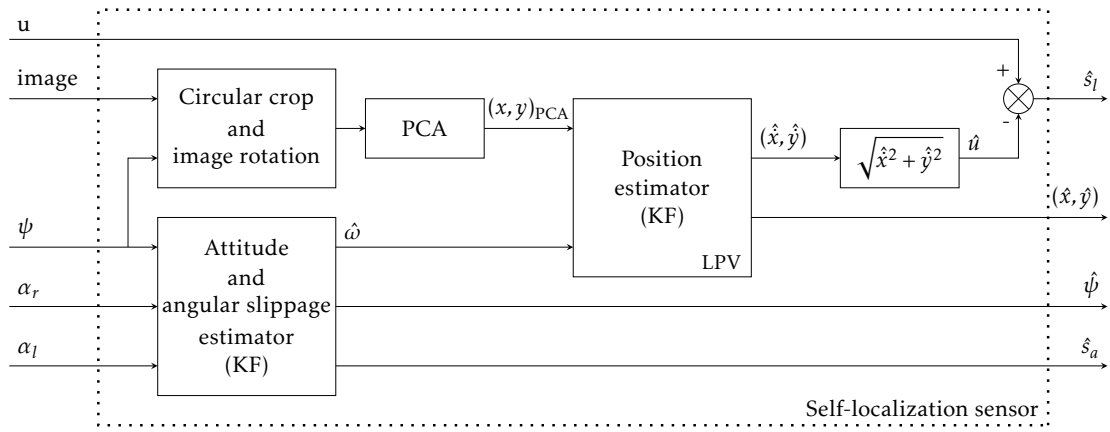 u
image
Circular crop
and
image rotation
PCA
(x, y)PCA
Position
estimator
(KF)
LPV
(x̂̇, ŷ̇)
√(x̂̇² + ŷ̇²)
û
+
-
ŝₗ
(x̂, ŷ)
ψ
αᵣ
αₗ
Attitude
and
angular slippage
estimator
(KF)
ω̂
ψ̂
ŝₐ
Self-localization sensor